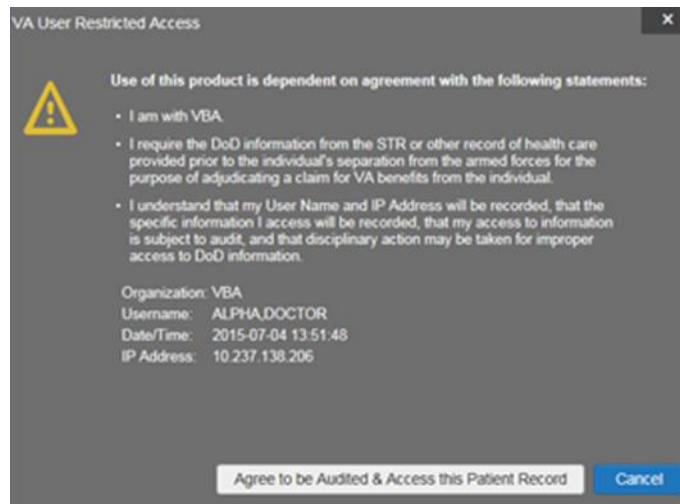 VA User Restricted Access
x
Use of this product is dependent on agreement with the following statements:
• I am with VBA.
• I require the DoD information from the STR or other record of health care
provided prior to the individual's separation from the armed forces for the
purpose of adjudicating a claim for VA benefits from the individual.
• I understand that my User Name and IP Address will be recorded, that the
specific information I access will be recorded, that my access to information
is subject to audit, and that disciplinary action may be taken for improper
access to DoD information.
Organization: VBA
Username: ALPHA,DOCTOR
Date/Time: 2015-07-04 13:51:48
IP Address: 10.237.138.206
Agree to be Audited & Access this Patient Record
Cancel